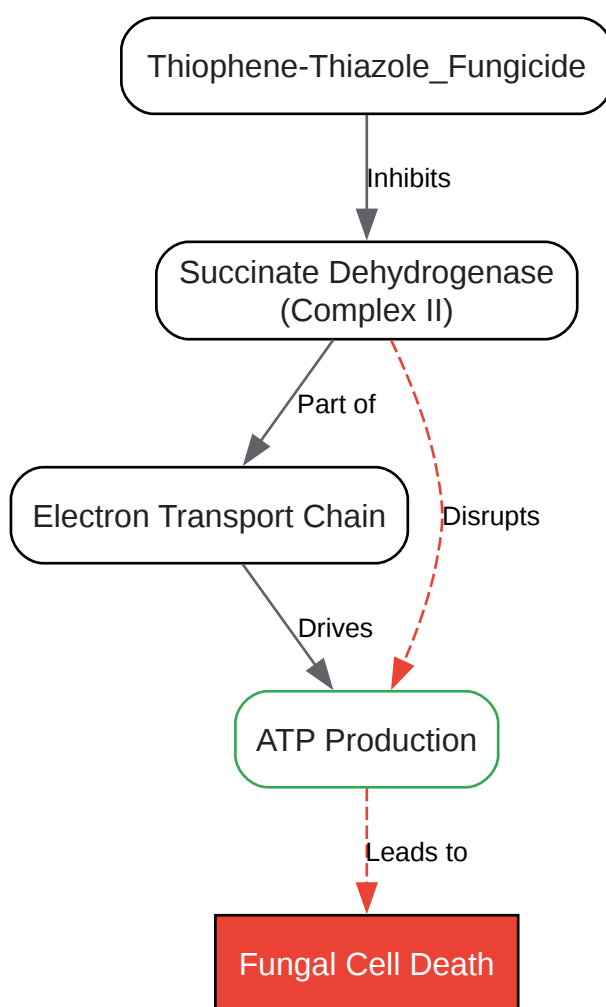 Thiophene-Thiazole_Fungicide
Inhibits
Succinate Dehydrogenase
(Complex II)
Part of
Electron Transport Chain
Disrupts
Drives
ATP Production
Leads to
Fungal Cell Death